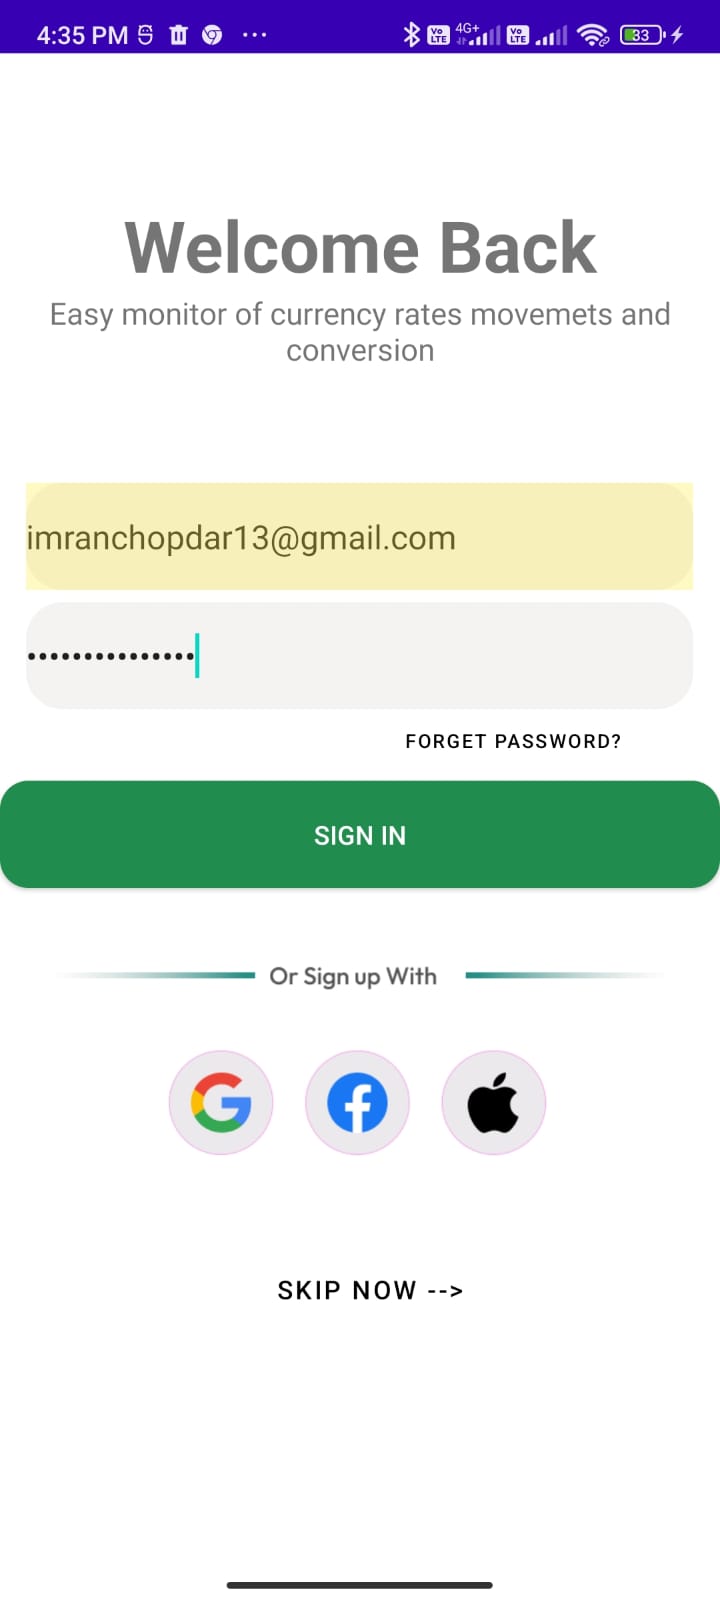 4:35 PM
Vo LTE 4G+ Vo LTE 33
Welcome Back
Easy monitor of currency rates movemets and
conversion
imranchopdar13@gmail.com
•••••••••••••••
FORGET PASSWORD?
SIGN IN
Or Sign up With
SKIP NOW -->